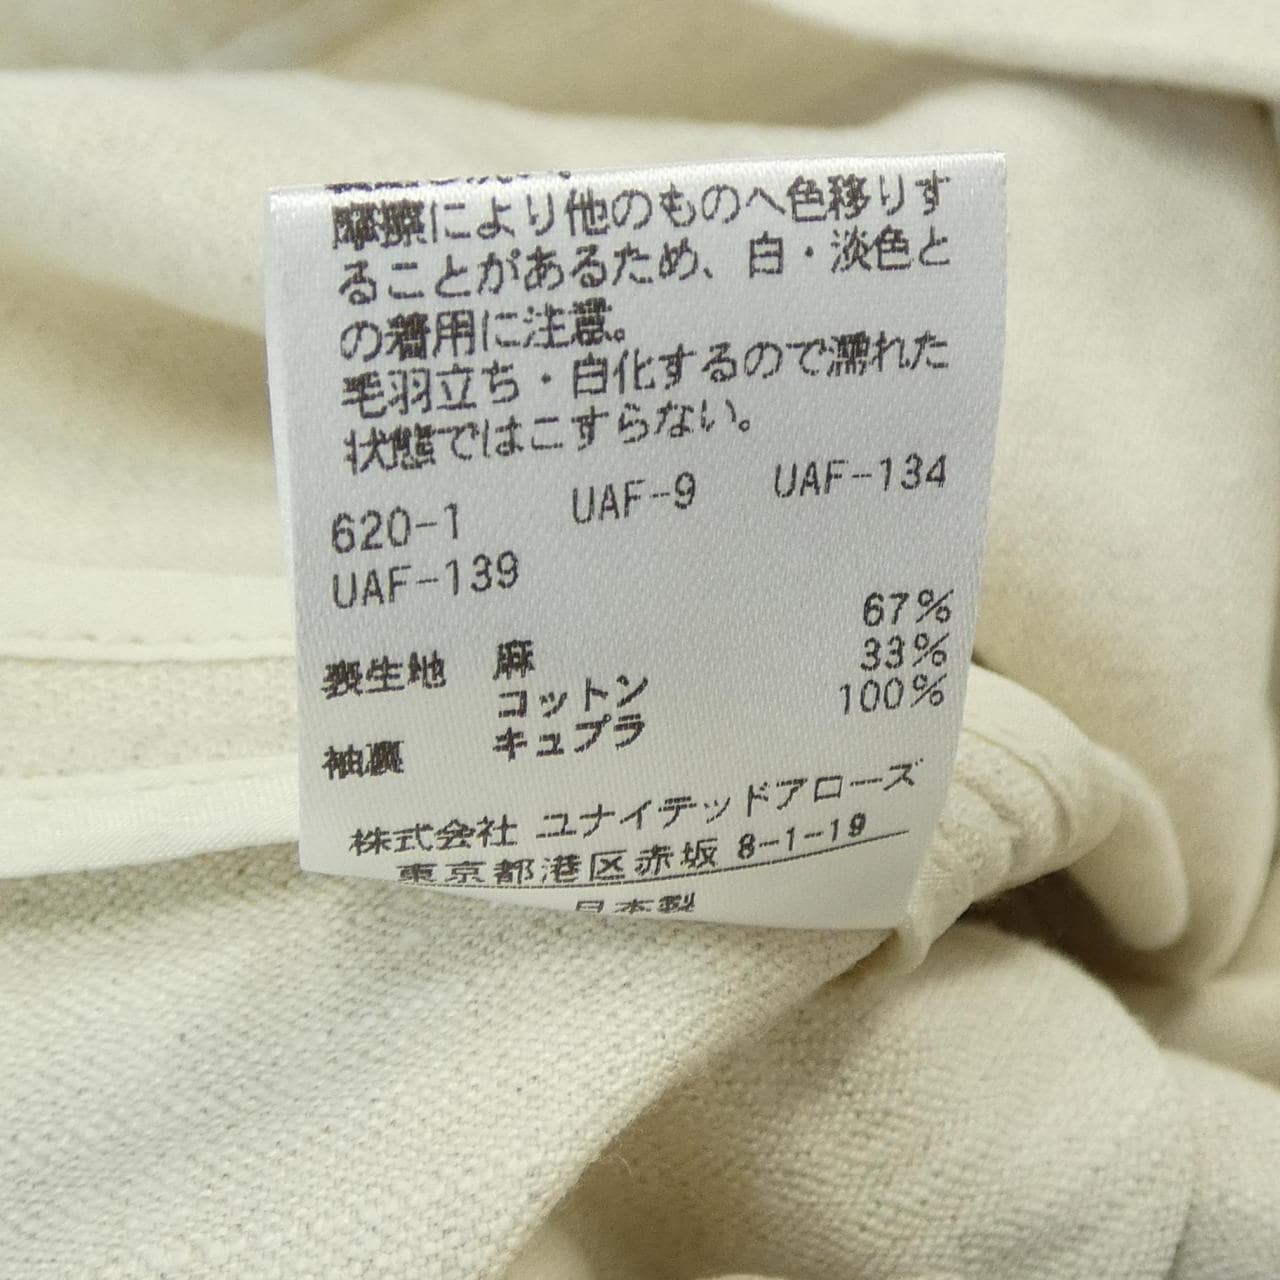 摩擦により他のものへ色移りす
ることがあるため、白・淡色と
の着用に注意。
毛羽立ち・白化するので濡れた
状態ではこすらない。
620-1 UAF-9 UAF-134
UAF-139
表生地 麻 67%
コットン 33%
袖裏 キュプラ 100%
株式会社 ユナイテッドアローズ
東京都港区赤坂 8-1-19
日本製